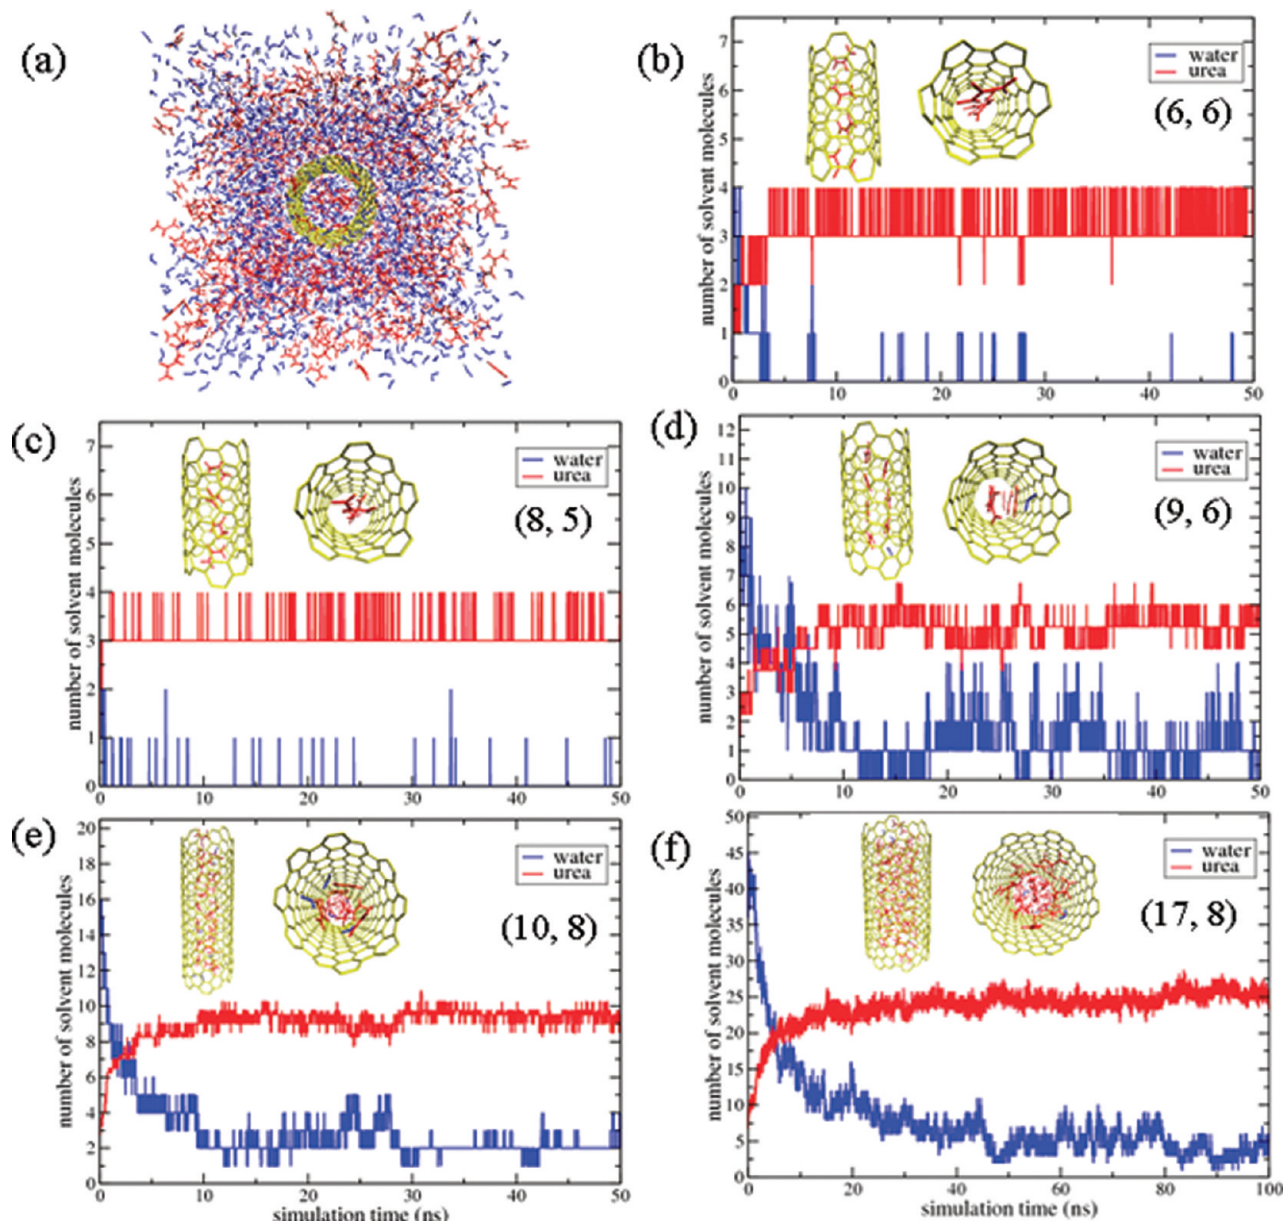 (a)
(b)
number of solvent molecules
7
6
5
4
3
2
1
0
0 10 20 30 40 50
water
urea
(6, 6)
(c)
number of solvent molecules
7
6
5
4
3
2
1
0
0 10 20 30 40 50
water
urea
(8, 5)
(d)
number of solvent molecules
12
11
10
9
8
7
6
5
4
3
2
1
0
0 10 20 30 40 50
water
urea
(9, 6)
(e)
number of solvent molecules
20
18
16
14
12
10
8
6
4
2
0
0 10 20 30 40 50
simulation time (ns)
water
urea
(10, 8)
(f)
number of solvent molecules
50
45
40
35
30
25
20
15
10
5
0
0 20 40 60 80 100
simulation time (ns)
water
urea
(17, 8)